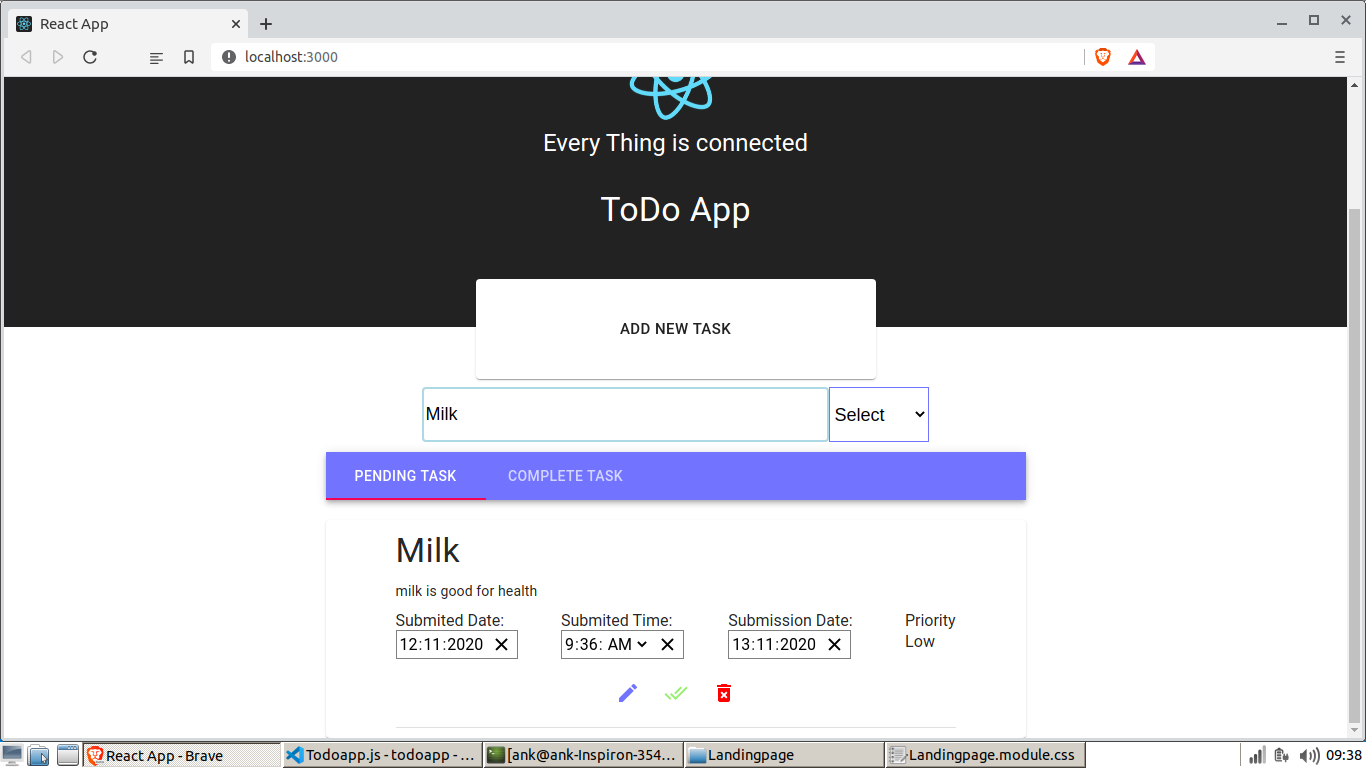 React App
localhost:3000
Every Thing is connected
ToDo App
ADD NEW TASK
Milk Select
PENDING TASK COMPLETE TASK
Milk
milk is good for health
Submited Date: Submited Time: Submission Date: Priority
12:11:2020 9:36: AM 13:11:2020 Low
React App - Brave Todoapp.js - todoapp - ... [ank@ank-Inspiron-354... Landingpage Landingpage.module.css 09:38